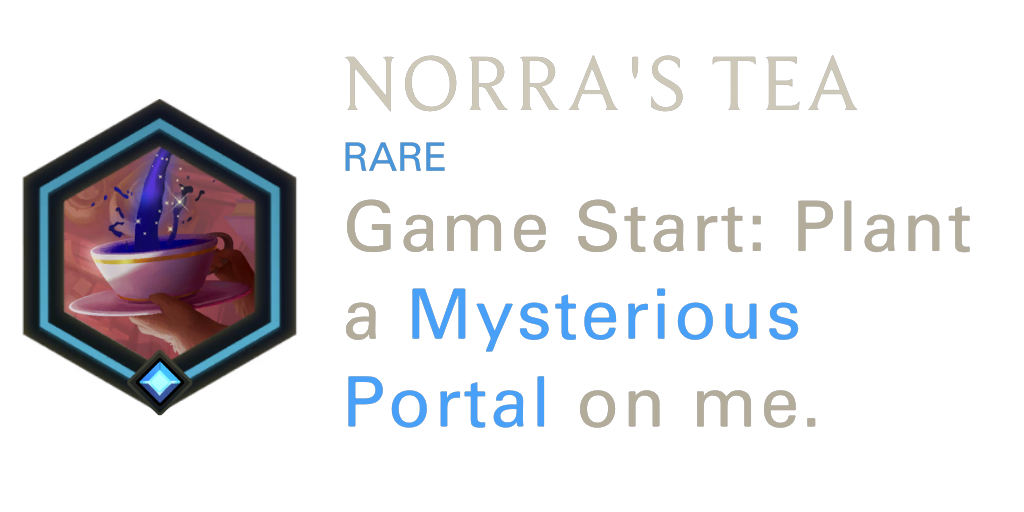 NORRA'S TEA
RARE
Game Start: Plant
a Mysterious
Portal on me.